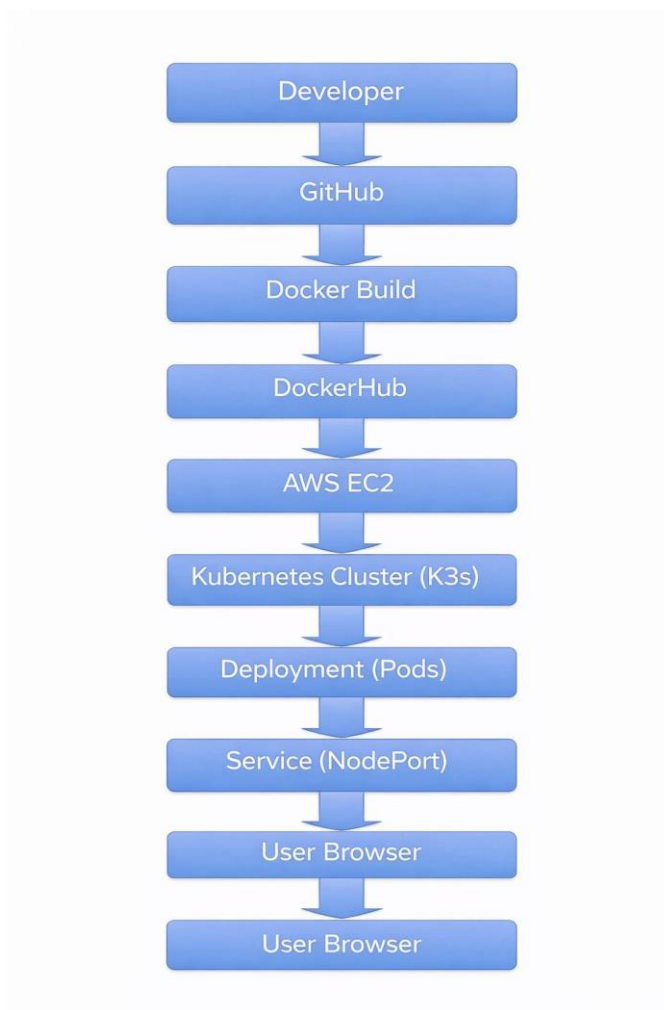 Developer
GitHub
Docker Build
DockerHub
AWS EC2
Kubernetes Cluster (K3s)
Deployment (Pods)
Service (NodePort)
User Browser
User Browser